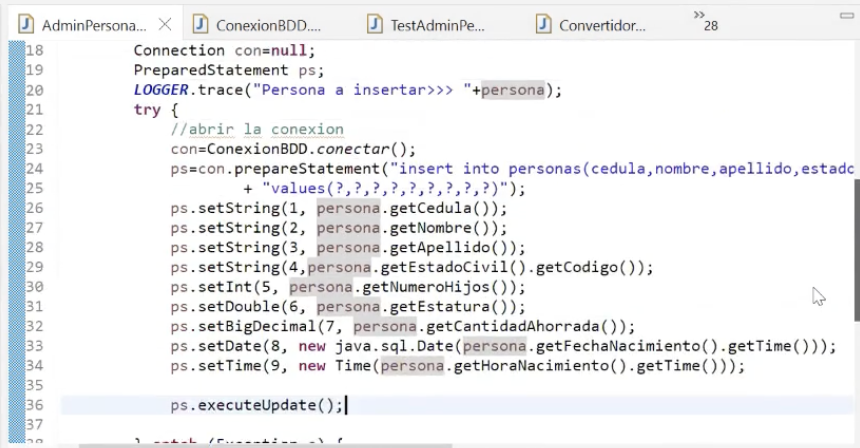 AdminPersona... ConexionBDD.... TestAdminPe... Convertidor... »28
18 Connection con=null;
19 PreparedStatement ps;
20 LOGGER.trace("Persona a insertar>>> "+persona);
21 try {
22 //abrir la conexion
23 con=ConexionBDD.conectar();
24 ps=con.prepareStatement("insert into personas(cedula,nombre,apellido,estado
25 + "values(?,?,?,?,?,?,?,?,?)");
26 ps.setString(1, persona.getCedula());
27 ps.setString(2, persona.getNombre());
28 ps.setString(3, persona.getApellido());
29 ps.setString(4,persona.getEstadoCivil().getCodigo());
30 ps.setInt(5, persona.getNumeroHijos());
31 ps.setDouble(6, persona.getEstatura());
32 ps.setBigDecimal(7, persona.getCantidadAhorrada());
33 ps.setDate(8, new java.sql.Date(persona.getFechaNacimiento().getTime()));
34 ps.setTime(9, new Time(persona.getHoraNacimiento().getTime()));
35
36 ps.executeUpdate();
37
38 } catch (Exception e) {